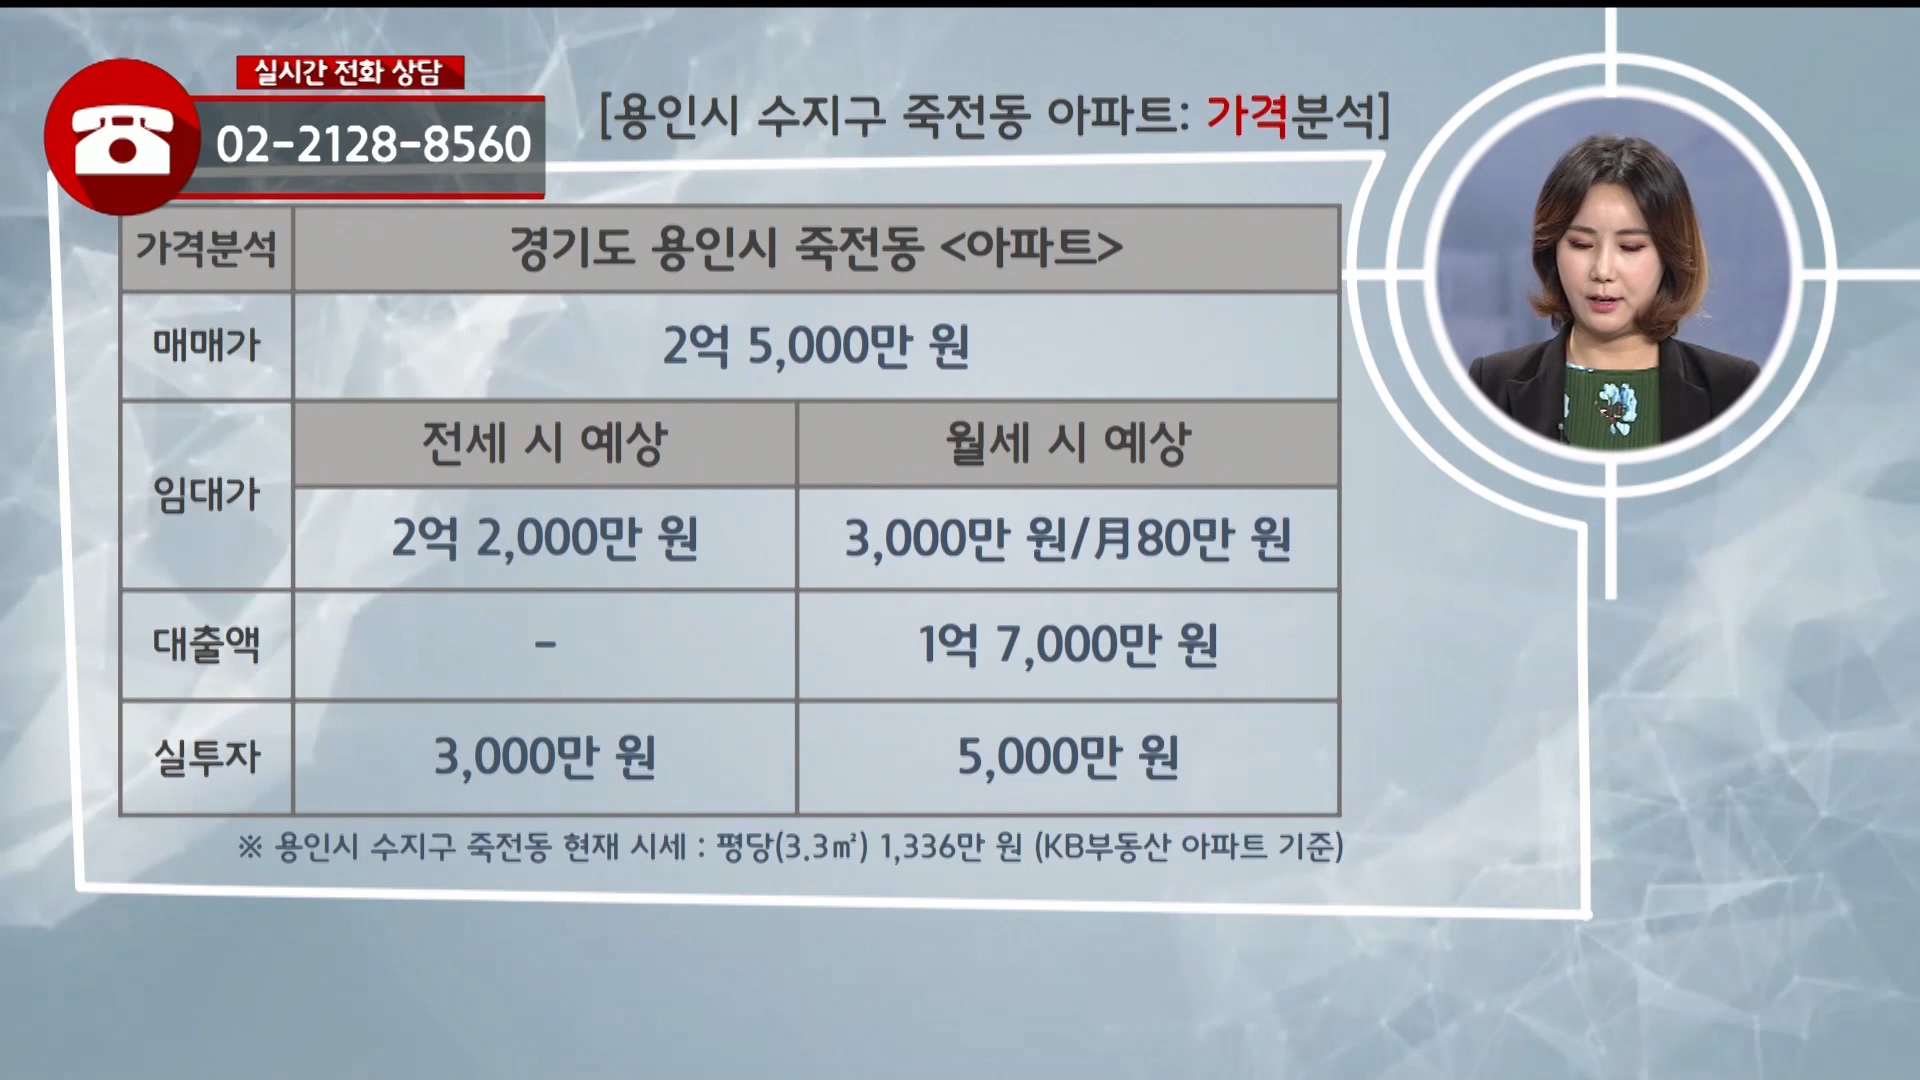 실시간 전화 상담
02-2128-8560
[용인시 수지구 죽전동 아파트: 가격분석]
가격분석 경기도 용인시 죽전동 <아파트>
매매가 2억 5,000만 원
임대가 전세 시 예상 월세 시 예상
2억 2,000만 원 3,000만 원/月80만 원
대출액 - 1억 7,000만 원
실투자 3,000만 원 5,000만 원
※ 용인시 수지구 죽전동 현재 시세 : 평당(3.3㎡) 1,336만 원 (KB부동산 아파트 기준)